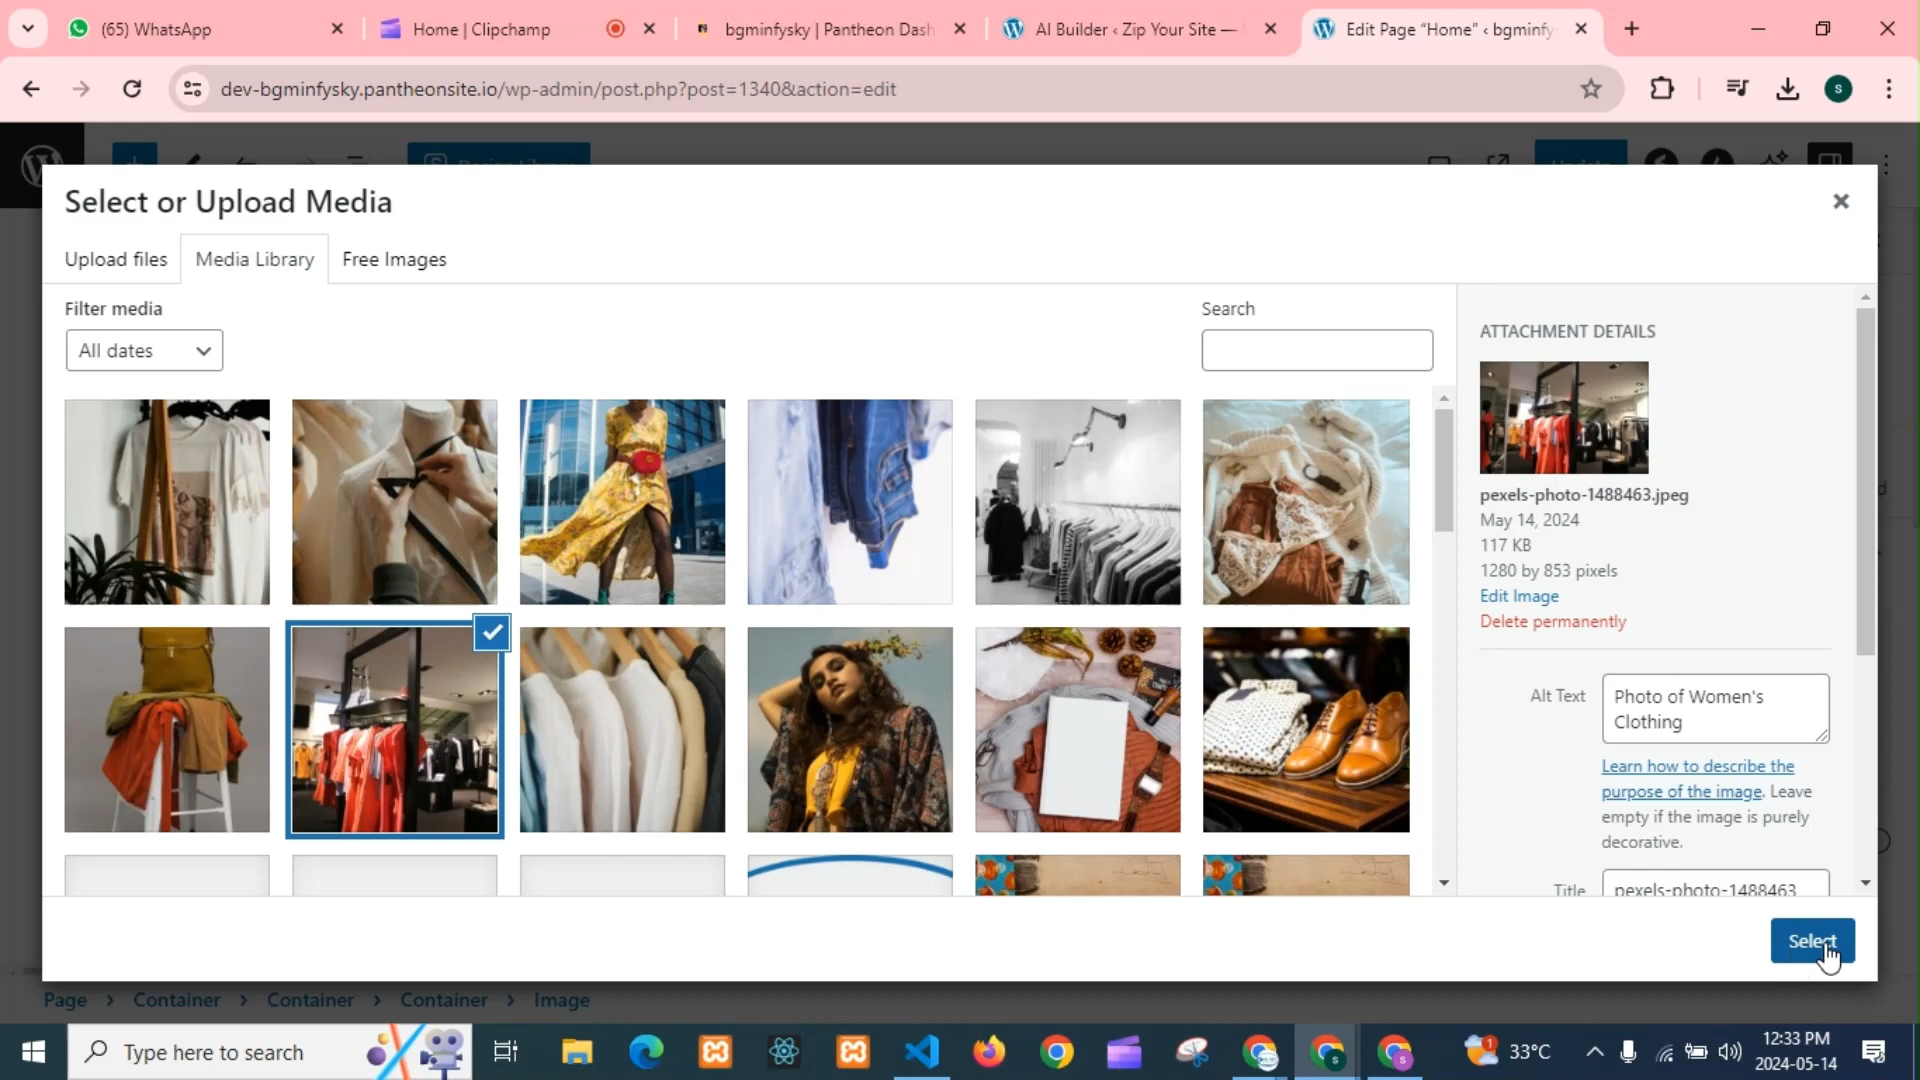 (65) WhatsApp
Home | Clipchamp
bgminfysky | Pantheon Dash
AI Builder ‹ Zip Your Site —
Edit Page “Home” ‹ bgminfy
dev-bgminfysky.pantheonsite.io/wp-admin/post.php?post=1340&action=edit
S
Select or Upload Media
Upload files
Media Library
Free Images
Filter media
Search
All dates
ATTACHMENT DETAILS
pexels-photo-1488463.jpeg
May 14, 2024
117 KB
1280 by 853 pixels
Edit Image
Delete permanently
Alt Text
Photo of Women's
Clothing
Learn how to describe the
purpose of the image. Leave
empty if the image is purely
decorative.
Title
pexels-photo-1488463
Select
Page › Container › Container › Container › Image
Type here to search
33°C
12:33 PM
2024-05-14